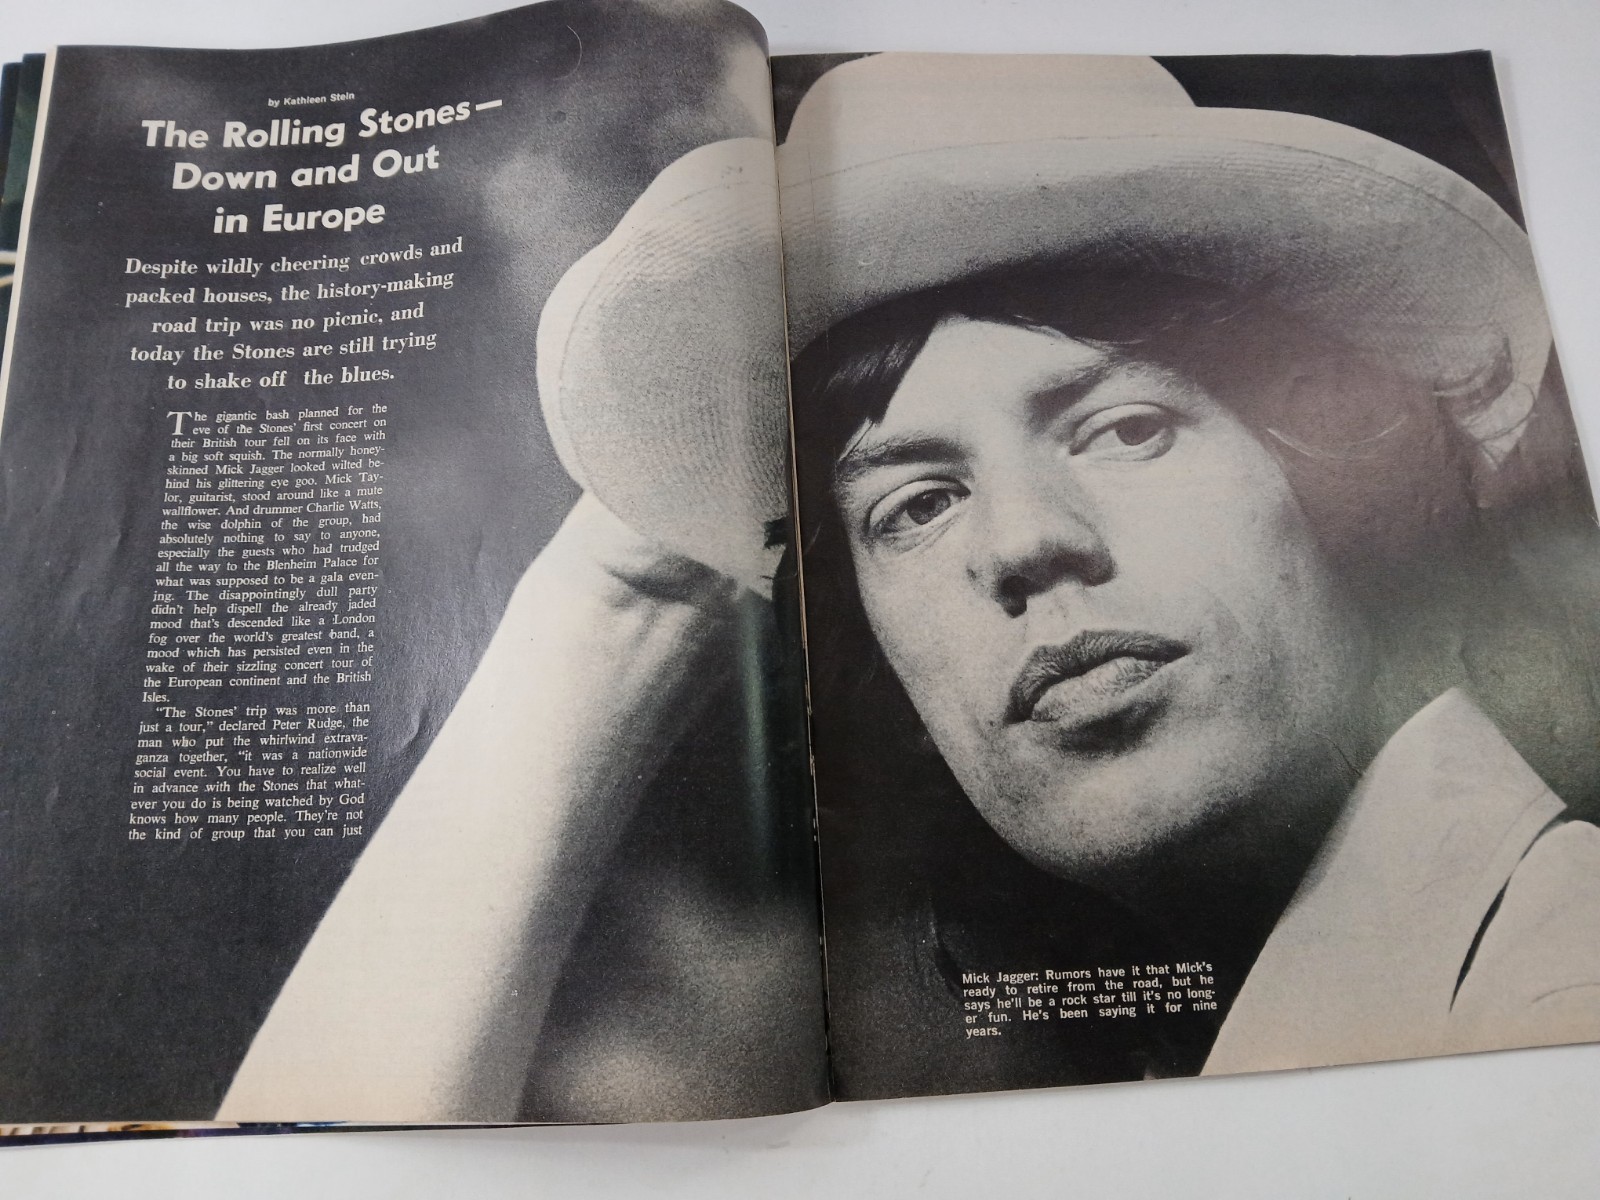 by Kathleen Stein
The Rolling Stones—
Down and Out
in Europe
Despite wildly cheering crowds and
packed houses, the history-making
road trip was no picnic, and
today the Stones are still trying
to shake off the blues.
The gigantic bash planned for the
eve of the Stones' first concert on
their British tour fell on its face with
a big soft squish. The normally honey-
skinned Mick Jagger looked wilted be-
hind his glittering eye goo. Mick Tay-
lor, guitarist, stood around like a mute
wallflower. And drummer Charlie Watts,
the wise dolphin of the group, had
absolutely nothing to say to anyone,
especially the guests who had trudged
all the way to the Blenheim Palace for
what was supposed to be a gala even-
ing. The disappointingly dull party
didn't help dispell the already jaded
mood that's descended like a London
fog over the world's greatest band, a
mood which has persisted even in the
wake of their sizzling concert tour of
the European continent and the British
Isles.
"The Stones' trip was more than
just a tour," declared Peter Rudge, the
man who put the whirlwind extrava-
ganza together, "it was a nationwide
social event. You have to realize well
in advance with the Stones that what-
ever you do is being watched by God
knows how many people. They're not
the kind of group that you can just
Mick Jagger: Rumors have it that Mick's
ready to retire from the road, but he
says he'll be a rock star till it's no long-
er fun. He's been saying it for nine
years.